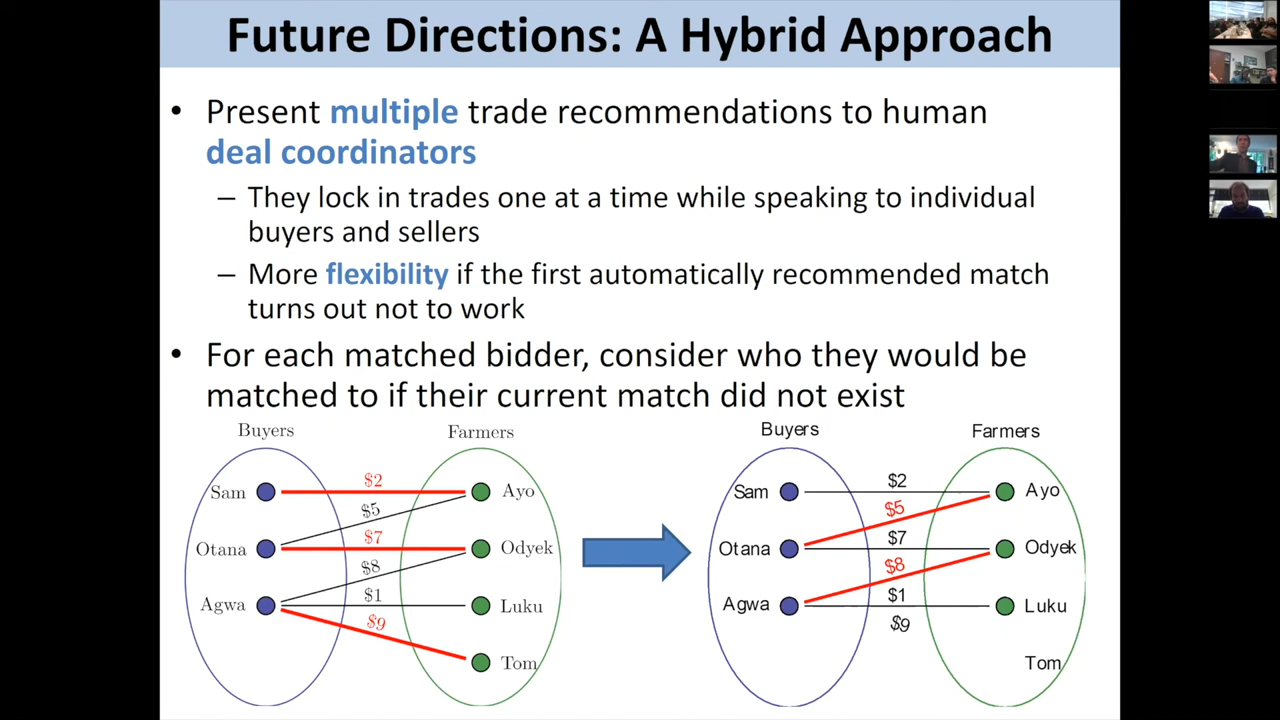 Future Directions: A Hybrid Approach
• Present multiple trade recommendations to human
deal coordinators
– They lock in trades one at a time while speaking to individual
buyers and sellers
– More flexibility if the first automatically recommended match
turns out not to work
• For each matched bidder, consider who they would be
matched to if their current match did not exist
Buyers
Farmers
Sam
$2
Ayo
$5
Otana
$7
Odyek
$8
Agwa
$1
Luku
$9
Tom
Buyers
Farmers
Sam
$2
Ayo
$5
Otana
$7
Odyek
$8
Agwa
$1
Luku
$9
Tom